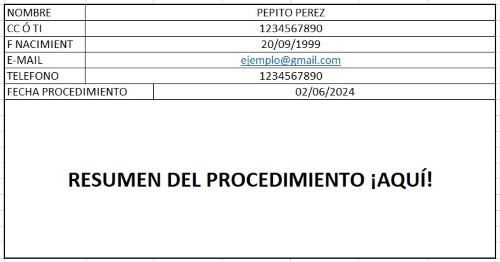 NOMBRE PEPITO PEREZ
CC Ó TI 1234567890
F NACIMIENT 20/09/1999
E-MAIL ejemplo@gmail.com
TELEFONO 1234567890
FECHA PROCEDIMIENTO 02/06/2024
RESUMEN DEL PROCEDIMIENTO ¡AQUÍ!